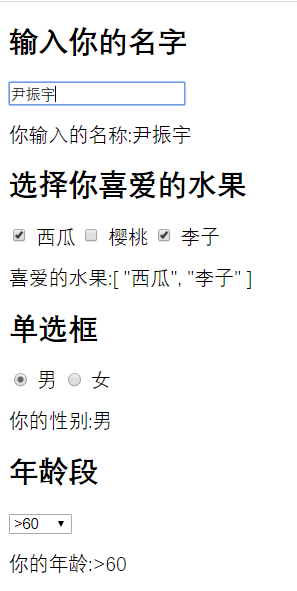 输入你的名字
尹振宇
你输入的名称:尹振宇
选择你喜爱的水果
西瓜 樱桃 李子
喜爱的水果:[ "西瓜", "李子" ]
单选框
男 女
你的性别:男
年龄段
>60
你的年龄:>60